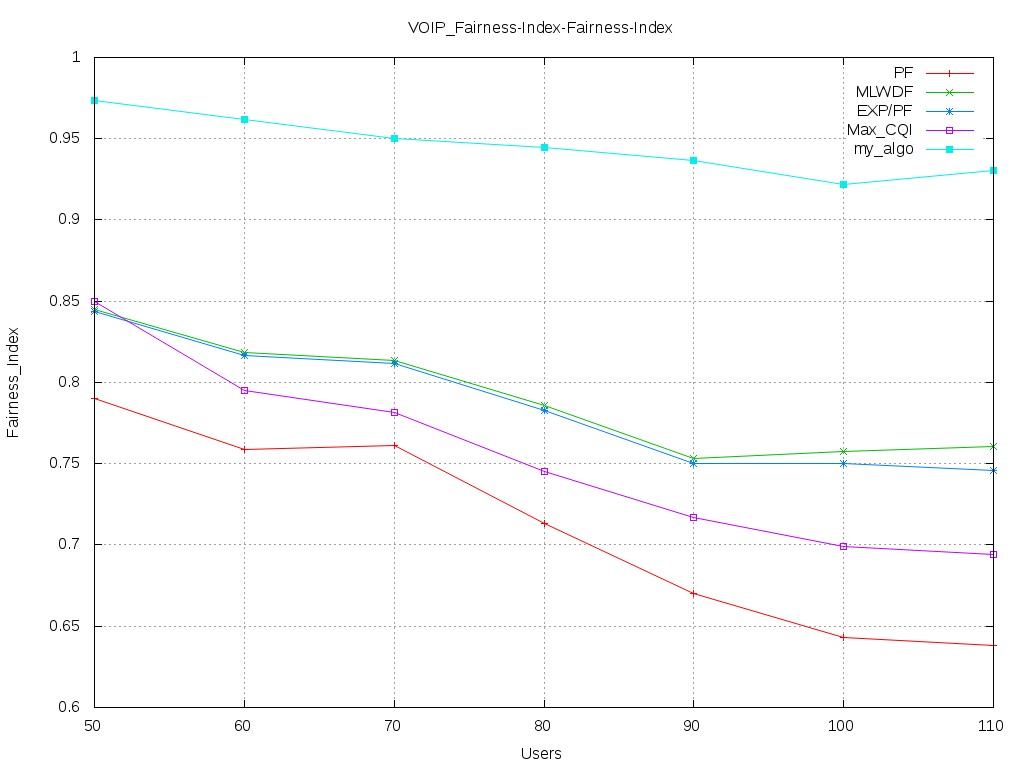 VOIP_Fairness-Index-Fairness-Index
1
0.95
0.9
0.85
0.8
0.75
0.7
0.65
0.6
Fairness_Index
PF
MLWDF
EXP/PF
Max_CQI
my_algo
50 60 70 80 90 100 110
Users